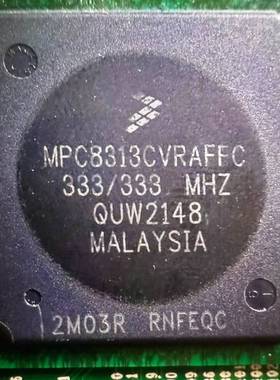 MPC8313CVRAFFC
333/333 MHZ
QUW2148
MALAYSIA
2M03R RNFEQC